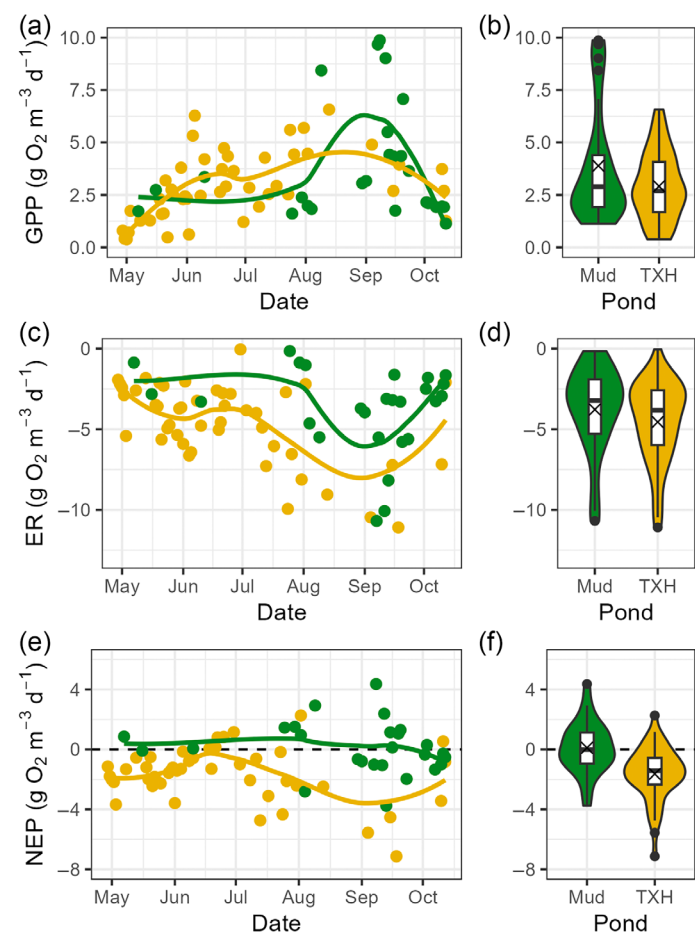 (a)
(b)
GPP (g O₂ m⁻³ d⁻¹)
10.0
7.5
5.0
2.5
0.0
May Jun Jul Aug Sep Oct
Date
10.0
7.5
5.0
2.5
0.0
Mud TXH
Pond
(c)
(d)
ER (g O₂ m⁻³ d⁻¹)
0
−5
−10
May Jun Jul Aug Sep Oct
Date
0
−5
−10
Mud TXH
Pond
(e)
(f)
NEP (g O₂ m⁻³ d⁻¹)
4
0
−4
−8
May Jun Jul Aug Sep Oct
Date
4
0
−4
−8
Mud TXH
Pond